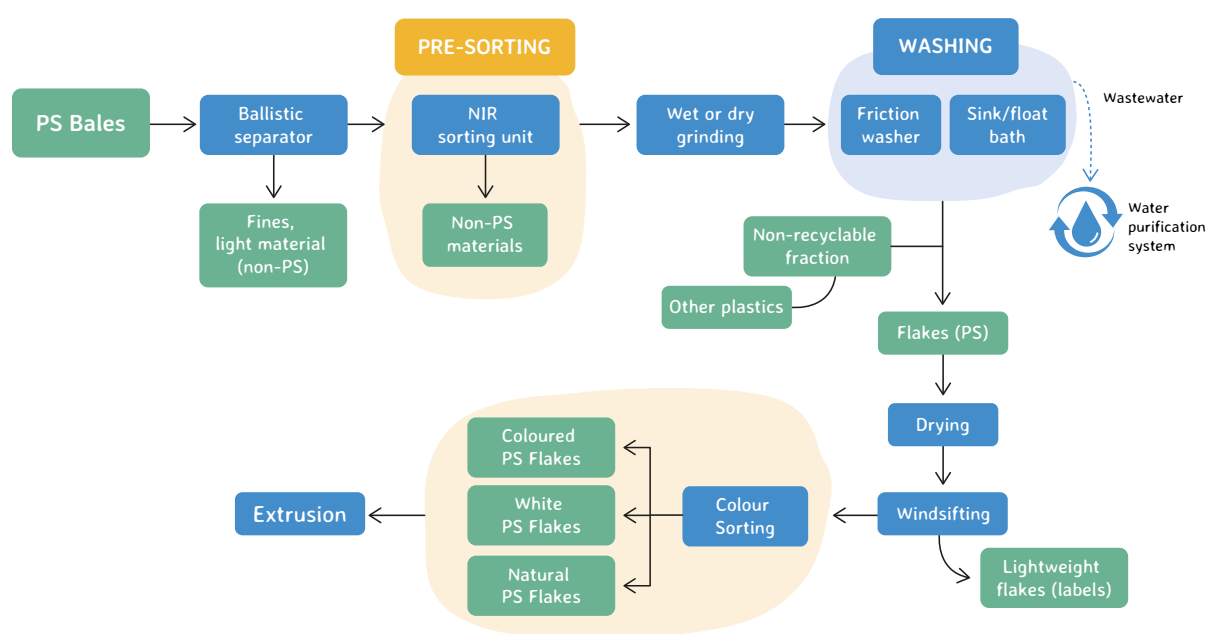 PRE-SORTING
WASHING
PS Bales
Ballistic
separator
NIR
sorting unit
Wet or dry
grinding
Friction
washer
Sink/float
bath
Wastewater
Fines,
light material
(non-PS)
Non-PS
materials
Non-recyclable
fraction
Water
purification
system
Other plastics
Flakes (PS)
Drying
Coloured
PS Flakes
Extrusion
White
PS Flakes
Colour
Sorting
Windsifting
Natural
PS Flakes
Lightweight
flakes (labels)